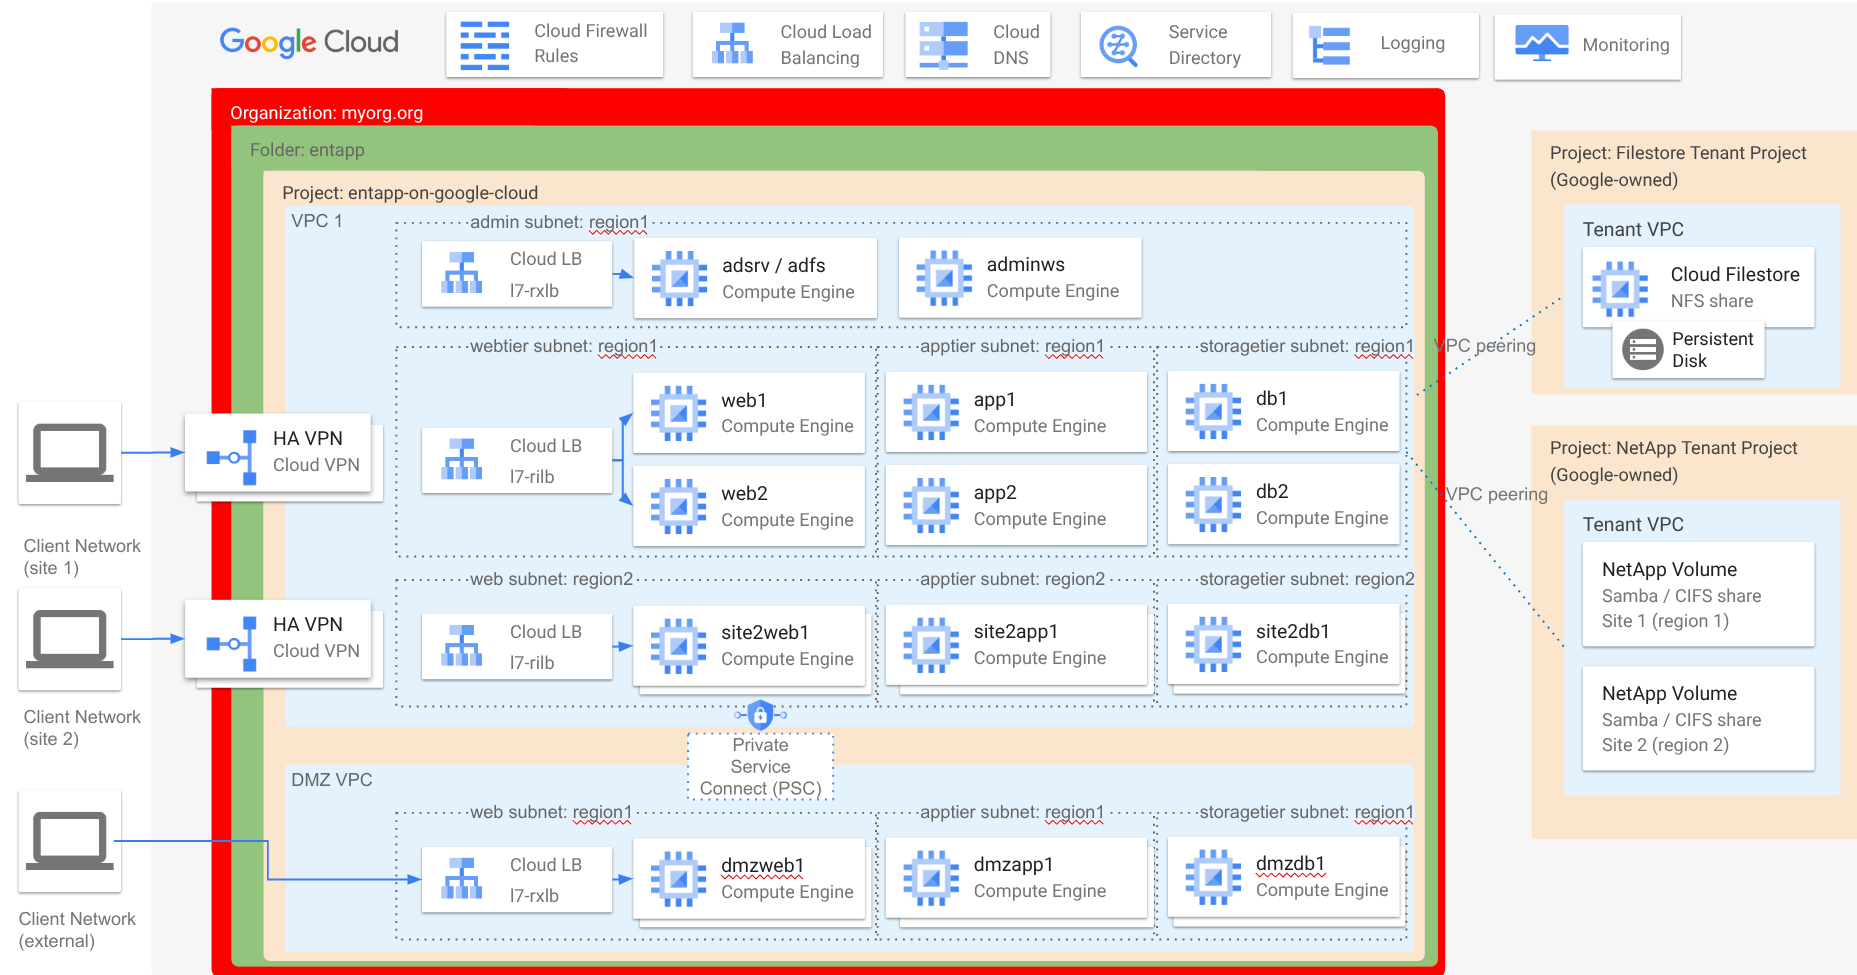 Google Cloud
Cloud Firewall
Rules
Cloud Load
Balancing
Cloud
DNS
Service
Directory
Logging
Monitoring
Organization: myorg.org
Folder: entapp
Project: entapp-on-google-cloud
VPC 1
admin subnet: region1
Cloud LB
l7-rxlb
adsrv / adfs
Compute Engine
adminws
Compute Engine
webtier subnet: region1
apptier subnet: region1
storagetier subnet: region1
Cloud LB
l7-rilb
web1
Compute Engine
web2
Compute Engine
app1
Compute Engine
app2
Compute Engine
db1
Compute Engine
db2
Compute Engine
HA VPN
Cloud VPN
Client Network
(site 1)
web subnet: region2
apptier subnet: region2
storagetier subnet: region2
HA VPN
Cloud VPN
Cloud LB
l7-rilb
site2web1
Compute Engine
site2app1
Compute Engine
site2db1
Compute Engine
Client Network
(site 2)
Private
Service
Connect (PSC)
DMZ VPC
web subnet: region1
apptier subnet: region1
storagetier subnet: region1
Cloud LB
l7-rxlb
dmzweb1
Compute Engine
dmzapp1
Compute Engine
dmzdb1
Compute Engine
Client Network
(external)
VPC peering
VPC peering
Project: Filestore Tenant Project
(Google-owned)
Tenant VPC
Cloud Filestore
NFS share
Persistent
Disk
Project: NetApp Tenant Project
(Google-owned)
Tenant VPC
NetApp Volume
Samba / CIFS share
Site 1 (region 1)
NetApp Volume
Samba / CIFS share
Site 2 (region 2)